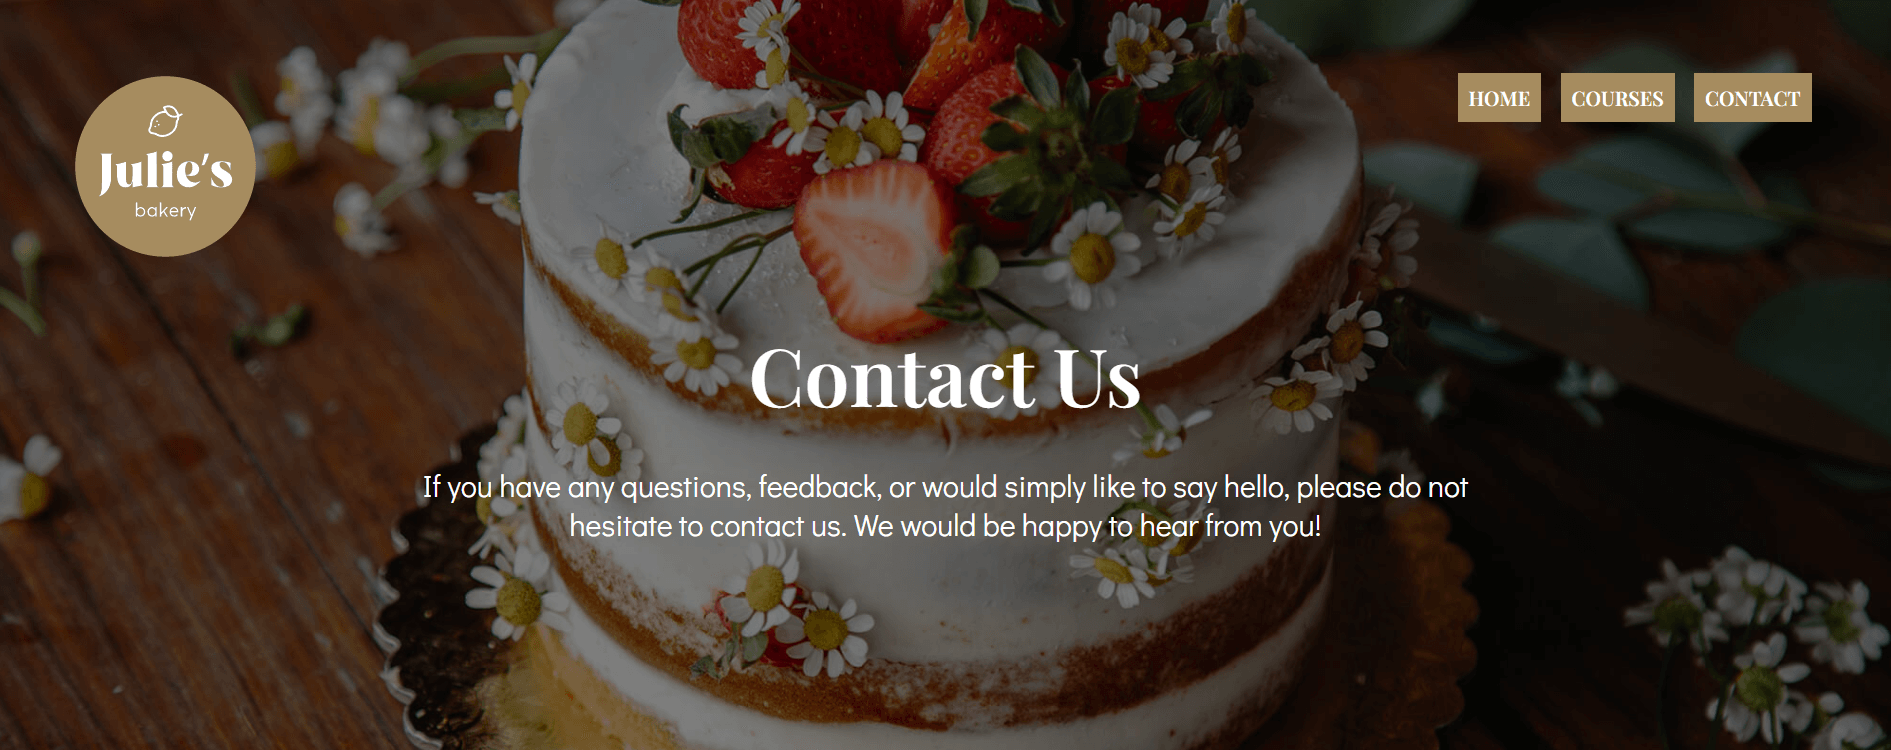 Julie's
bakery
HOME COURSES CONTACT
Contact Us
If you have any questions, feedback, or would simply like to say hello, please do not
hesitate to contact us. We would be happy to hear from you!